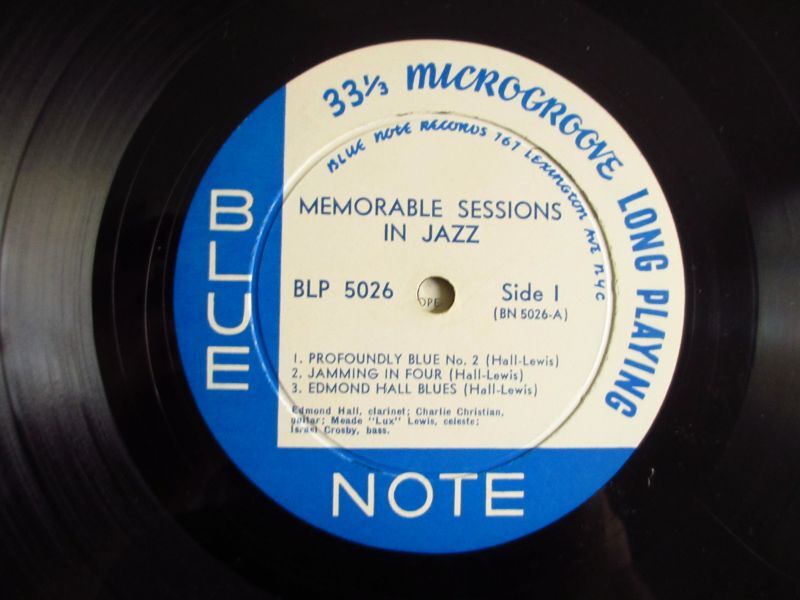 33⅓ MICROGROOVE LONG PLAYING
BLUE NOTE RECORDS 767 LEXINGTON AVE NYC
BLUE
MEMORABLE SESSIONS
IN JAZZ
BLP 5026
Side 1
(BN 5026-A)
1. PROFOUNDLY BLUE No. 2 (Hall-Lewis)
2. JAMMING IN FOUR (Hall-Lewis)
3. EDMOND HALL BLUES (Hall-Lewis)
Edmond Hall, clarinet; Charlie Christian,
guitar; Meade "Lux" Lewis, celeste;
Israel Crosby, bass.
NOTE